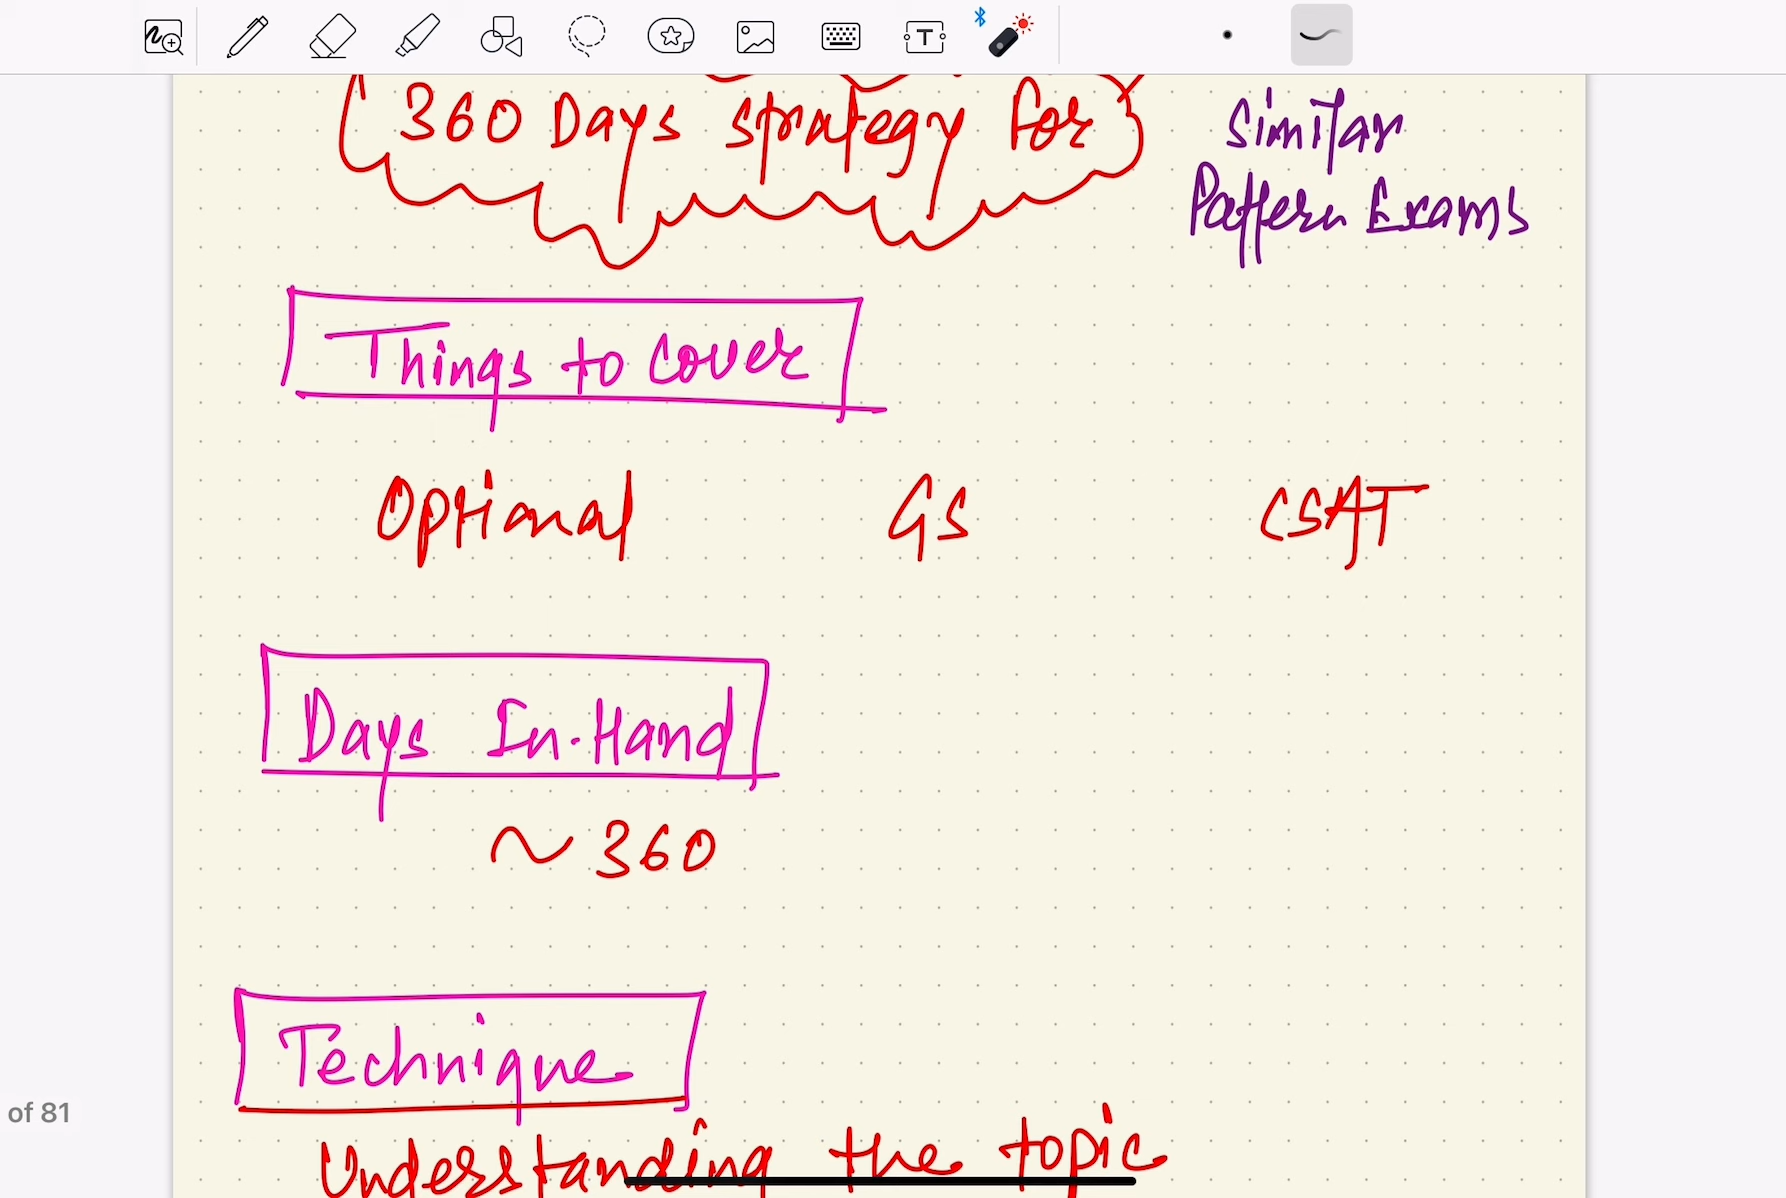 360 Days strategy for
Similar
Pattern Exams
Things to cover
Optional GS CSAT
Days In-Hand
~ 360
Technique
of 81
Understanding the topic